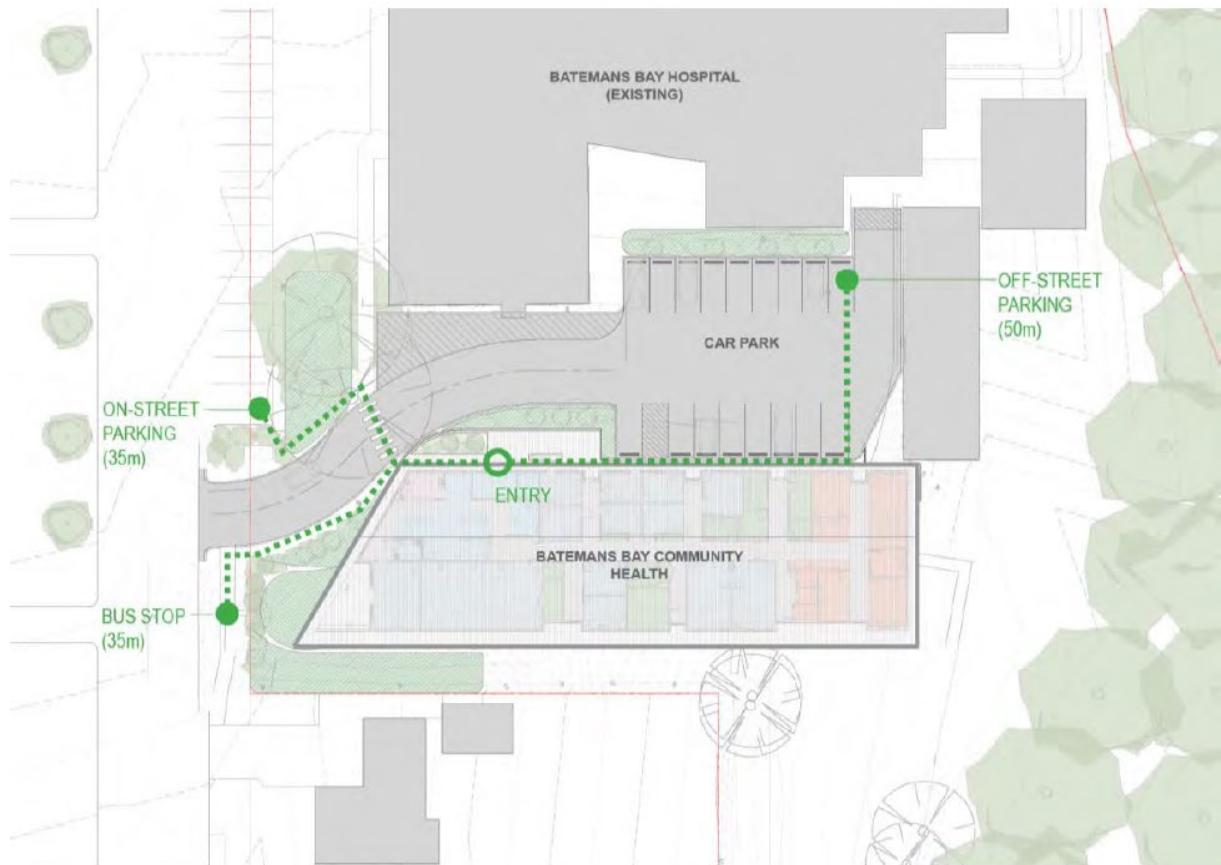 BATEMANS BAY HOSPITAL
(EXISTING)
OFF-STREET
PARKING
(50m)
CAR PARK
ON-STREET
PARKING
(35m)
ENTRY
BATEMANS BAY COMMUNITY
HEALTH
BUS STOP
(35m)